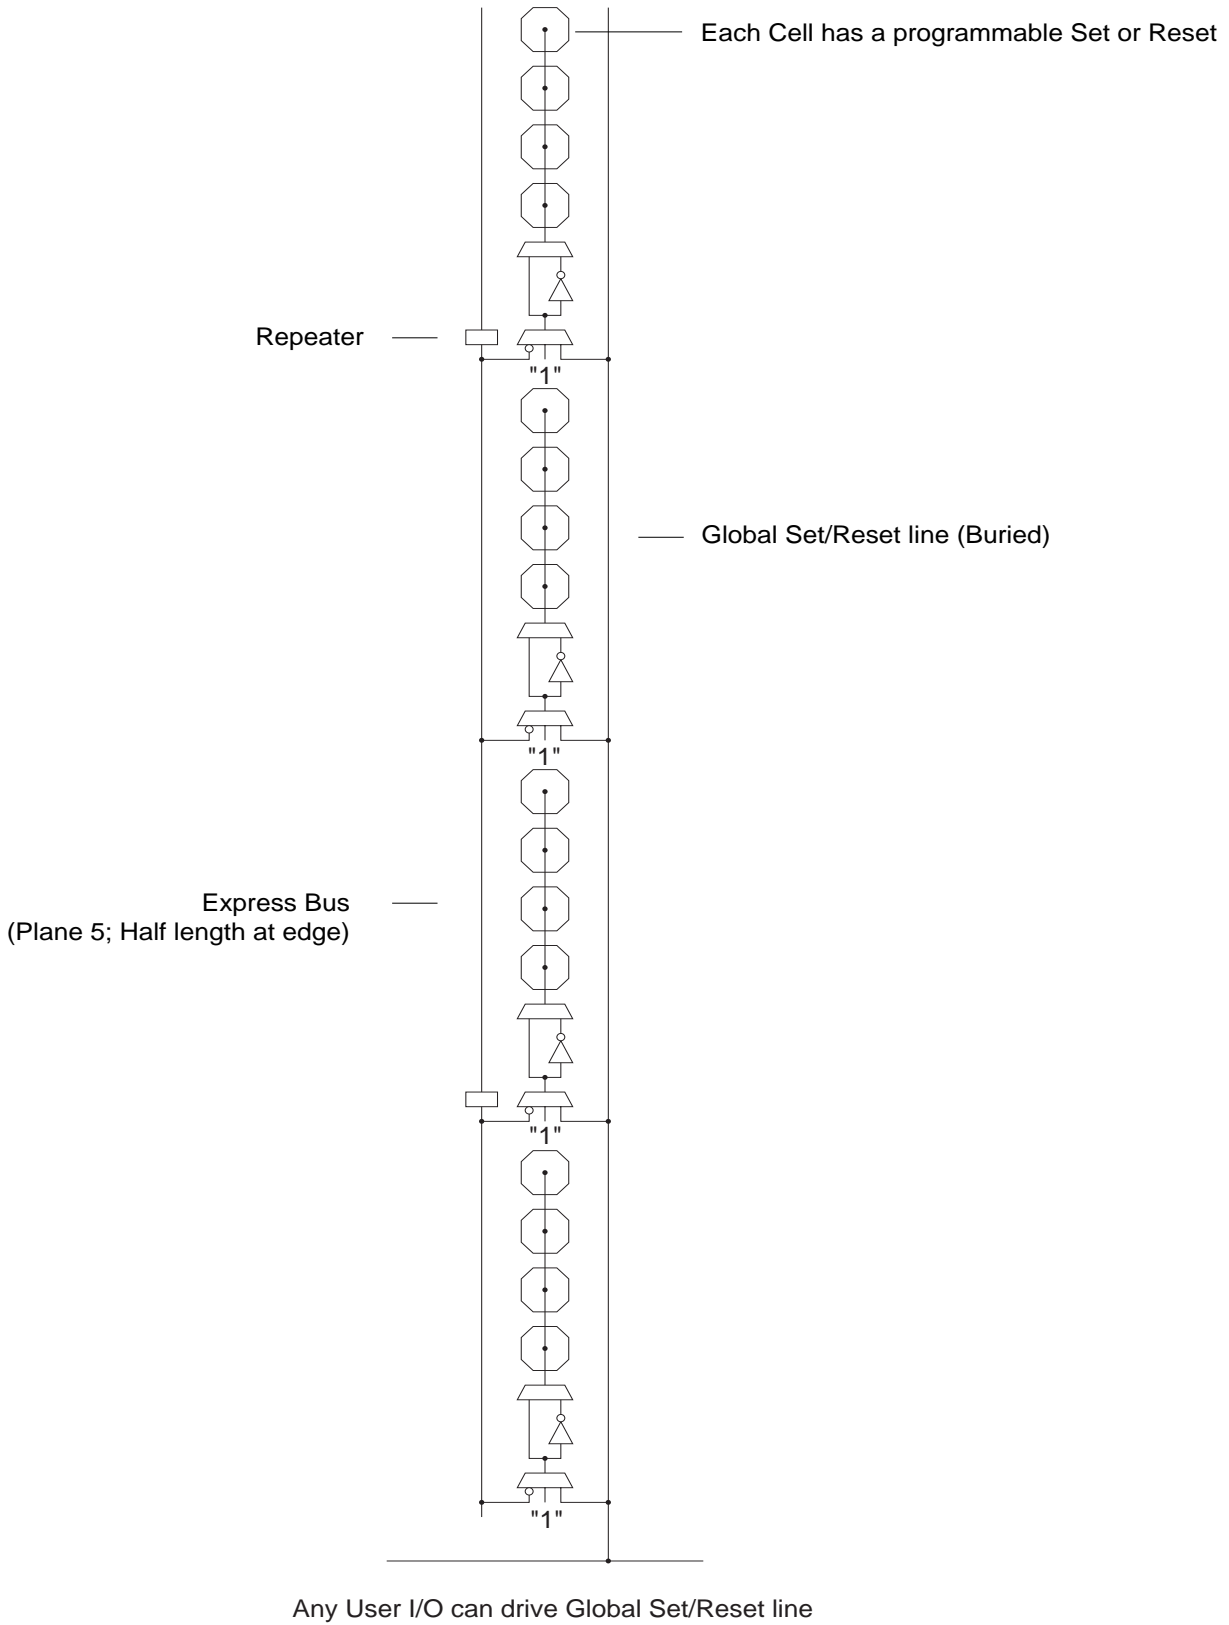 Each Cell has a programmable Set or Reset
Repeater
"1"
Global Set/Reset line (Buried)
"1"
Express Bus
(Plane 5; Half length at edge)
"1"
"1"
Any User I/O can drive Global Set/Reset line